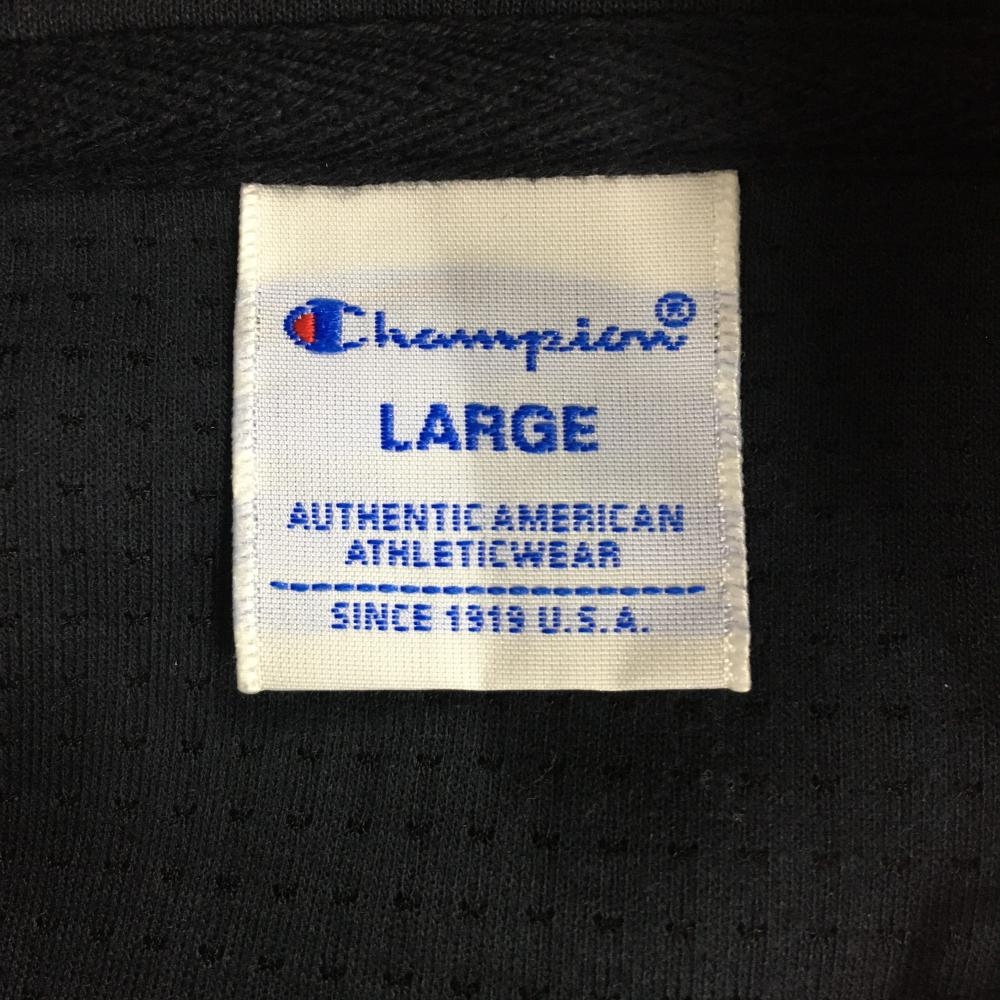 Champion®
LARGE
AUTHENTIC AMERICAN
ATHLETICWEAR
SINCE 1919 U.S.A.